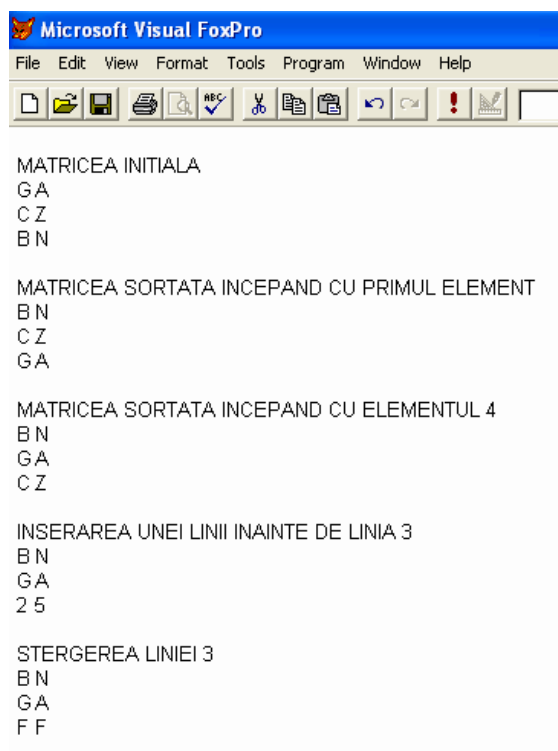 Microsoft Visual FoxPro
File Edit View Format Tools Program Window Help
ABC
MATRICEA INITIALA
G A
C Z
B N
MATRICEA SORTATA INCEPAND CU PRIMUL ELEMENT
B N
C Z
G A
MATRICEA SORTATA INCEPAND CU ELEMENTUL 4
B N
G A
C Z
INSERAREA UNEI LINII INAINTE DE LINIA 3
B N
G A
2 5
STERGEREA LINIEI 3
B N
G A
F F